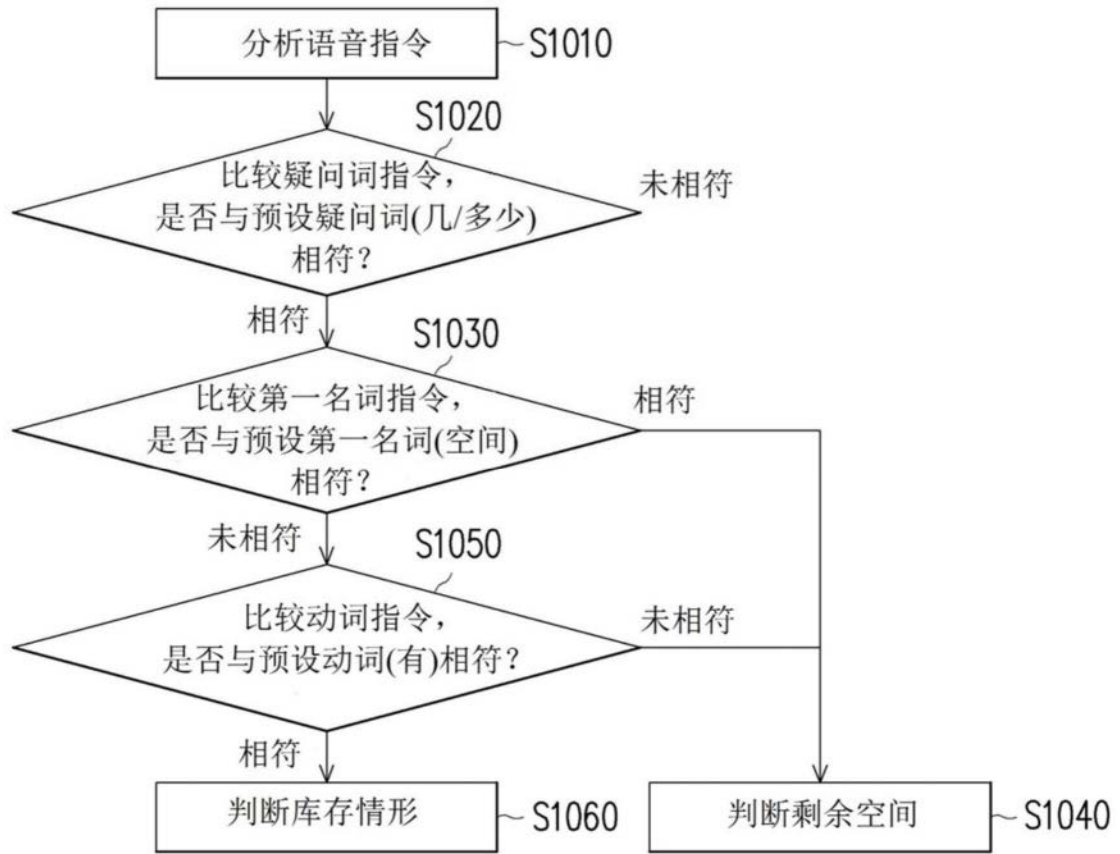 分析语音指令
S1010
S1020
比较疑问词指令，
是否与预设疑问词(几/多少)
相符？
未相符
相符
S1030
比较第一名词指令，
是否与预设第一名词(空间)
相符？
相符
未相符
S1050
比较动词指令，
是否与预设动词(有)相符？
未相符
相符
判断库存情形
S1060
判断剩余空间
S1040